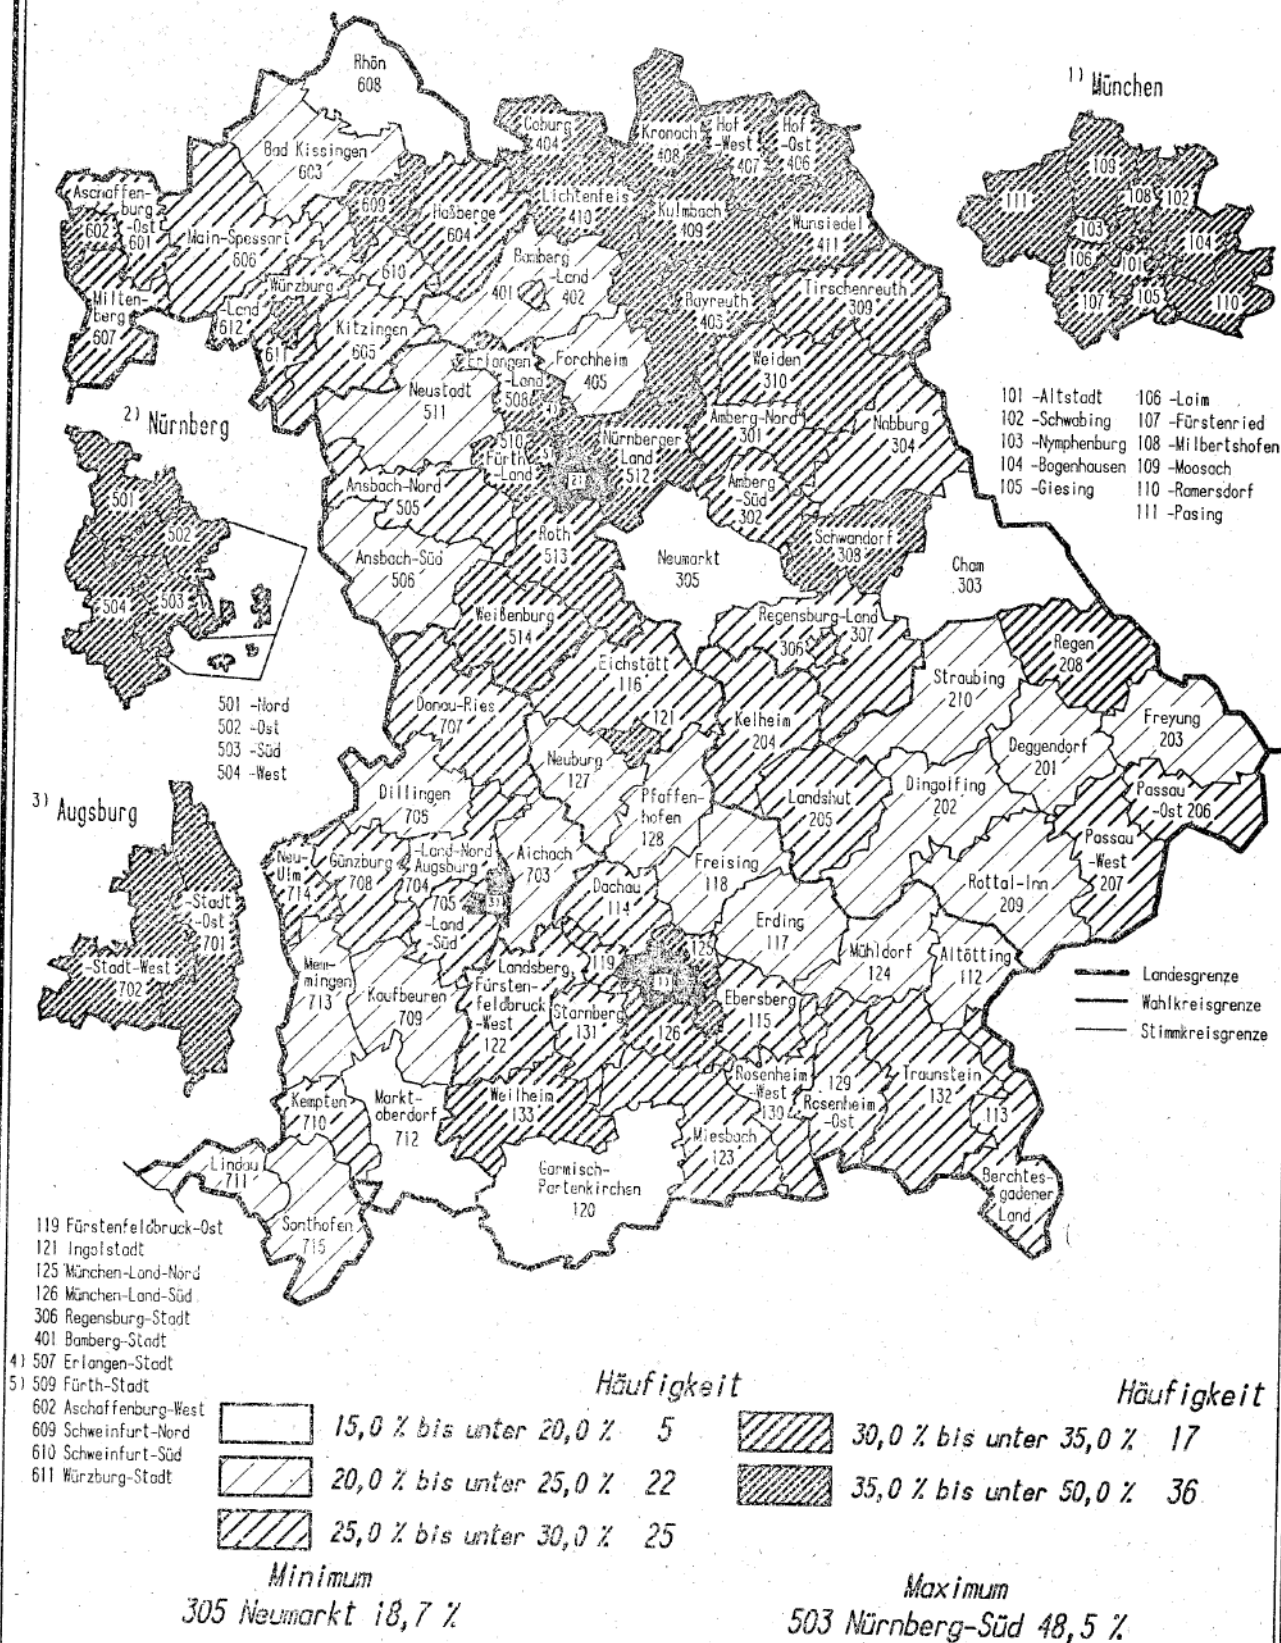 Rhön
608
1) München
Coburg
404
Kronach
408
Hof
-West
407
Hof
-Ost
406
Bad Kissingen
603
109
111
108
102
Aschaffen-
burg
-Ost
601
602
609
Haßberge
604
Lichtenfels
410
Kulmbach
409
Wunsiedel
411
103
104
106
101
107
105
110
Main-Spessart
606
610
Bamberg
-Land
402
401
Würzburg
-Land
612
611
Milten-
berg
607
Kitzingen
605
Bayreuth
403
Tirschenreuth
309
Erlangen
-Land
508
4)
Forchheim
405
Weiden
310
Neustadt
511
2) Nürnberg
101 -Altstadt 106 -Laim
102 -Schwabing 107 -Fürstenried
103 -Nymphenburg 108 -Milbertshofen
104 -Bogenhausen 109 -Moosach
105 -Giesing 110 -Ramersdorf
111 -Pasing
510
Fürth
-Land
5)
2)
Nürnberger
Land
512
Amberg-Nord
301
Nabburg
304
Ansbach-Nord
505
Amberg
-Süd
302
501
502
503
504
Roth
513
Neumarkt
305
Schwandorf
308
Cham
303
Ansbach-Süd
506
Weißenburg
514
Regensburg-Land
307
306
Regen
208
Eichstätt
116
Straubing
210
501 -Nord
502 -Ost
503 -Süd
504 -West
Donau-Ries
707
121
Kelheim
204
Freyung
203
Deggendorf
201
Neuburg
127
3) Augsburg
Dillingen
706
Pfaffen-
hofen
128
Landshut
205
Dingolfing
202
Passau
-Ost 206
Neu-
Ulm
714
Günzburg
708
-Land-Nord
Augsburg
704
705
-Land
-Süd
3)
Aichach
703
Freising
118
Passau
-West
207
Rottal-Inn
209
Dachau
114
-Stadt
-Ost
701
-Stadt-West
702
Erding
117
Mühldorf
124
Altötting
112
Mem-
mingen
713
Kaufbeuren
709
Landsberg
Fürsten-
feldbruck
-West
122
119
125
1)
Starnberg
131
126
Ebersberg
115
Landesgrenze
Wahlkreisgrenze
Stimmkreisgrenze
Kempten
710
Markt-
oberdorf
712
Weilheim
133
Rosenheim
-West
130
129
Rosenheim
-Ost
Traunstein
132
113
Miesbach
123
Lindau
711
Garmisch-
Partenkirchen
120
Berchtes-
gadener
Land
Sonthofen
715
119 Fürstenfeldbruck-Ost
121 Ingolstadt
125 München-Land-Nord
126 München-Land-Süd
306 Regensburg-Stadt
401 Bamberg-Stadt
4) 507 Erlangen-Stadt
5) 509 Fürth-Stadt
602 Aschaffenburg-West
609 Schweinfurt-Nord
610 Schweinfurt-Süd
611 Würzburg-Stadt
Häufigkeit
15,0 % bis unter 20,0 % 5
20,0 % bis unter 25,0 % 22
25,0 % bis unter 30,0 % 25
Häufigkeit
30,0 % bis unter 35,0 % 17
35,0 % bis unter 50,0 % 36
Minimum
305 Neumarkt 18,7 %
Maximum
503 Nürnberg-Süd 48,5 %